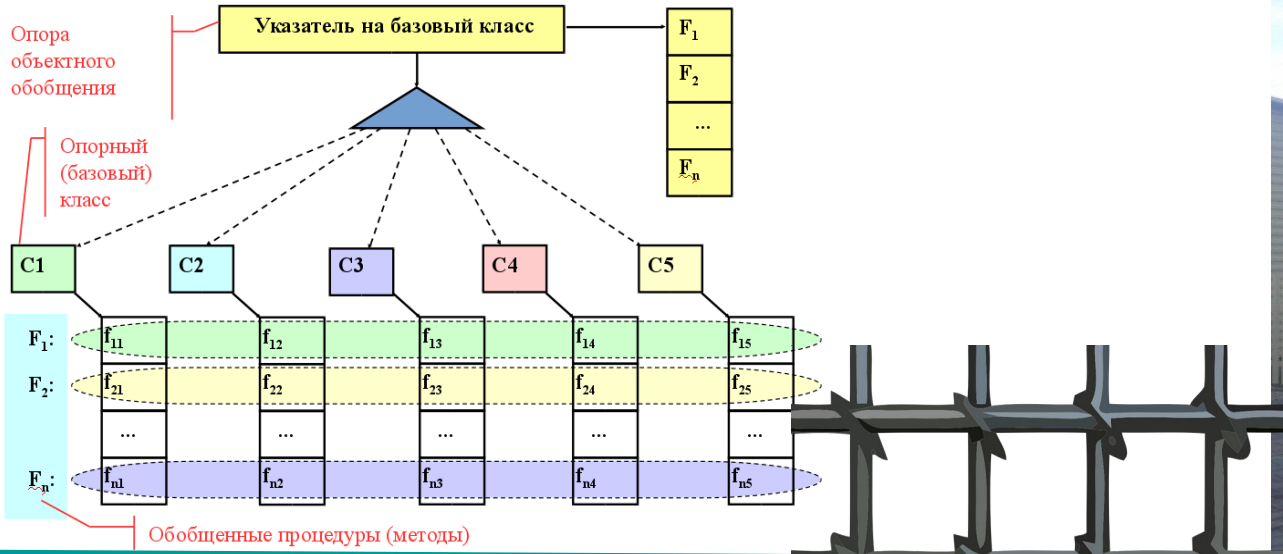 Указатель на базовый класс
F1
F2
...
Fn
Опора
объектного
обобщения
Опорный
(базовый)
класс
C1 C2 C3 C4 C5
F1: f11 f12 f13 f14 f15
F2: f21 f22 f23 f24 f25
... ... ... ... ...
Fn: fn1 fn2 fn3 fn4 fn5
Обобщенные процедуры (методы)